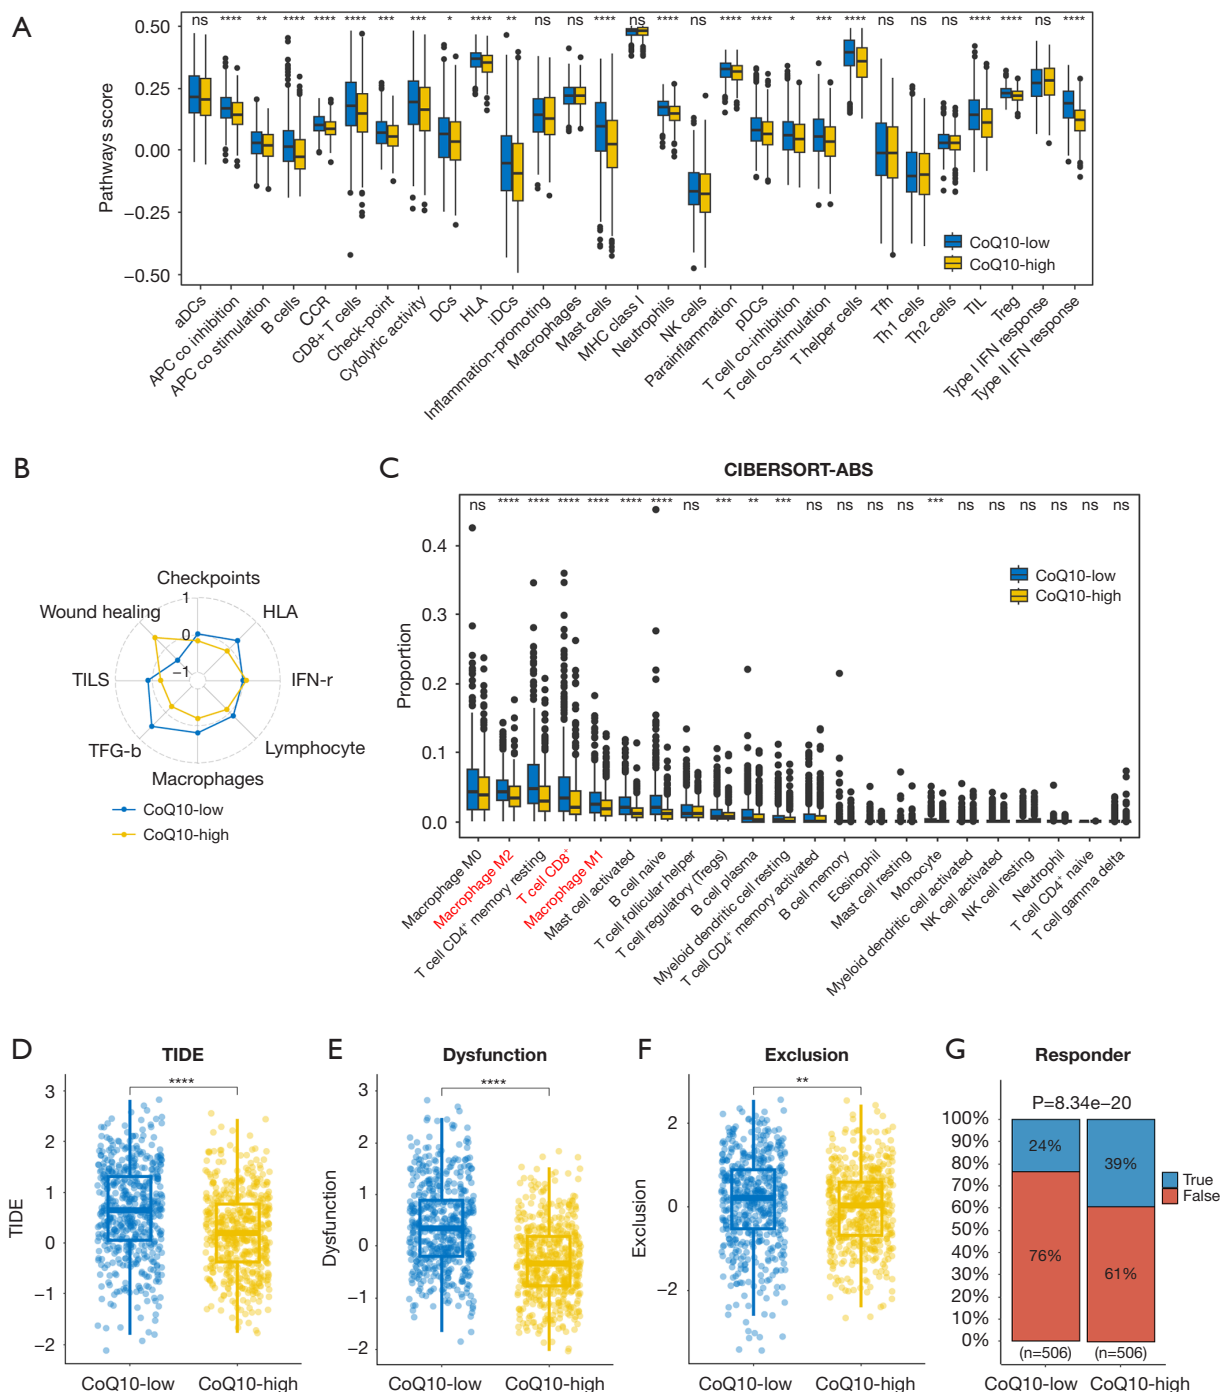 A
ns **** ** **** **** **** *** *** * **** ** ns ns **** ns **** ns **** **** * *** **** ns ns ns **** **** ns ****
0.50
0.25
0.00
−0.25
−0.50
Pathways score
CoQ10-low
CoQ10-high
aDCs
APC co inhibition
APC co stimulation
B cells
CCR
CD8+ T cells
Check-point
Cytolytic activity
DCs
HLA
iDCs
Inflammation-promoting
Macrophages
Mast cells
MHC class I
Neutrophils
NK cells
Parainflammation
pDCs
T cell co-inhibition
T cell co-stimulation
T helper cells
Tfh
Th1 cells
Th2 cells
TIL
Treg
Type I IFN response
Type II IFN response
B
Checkpoints
Wound healing
HLA
1
0
−1
TILS
IFN-r
TFG-b
Lymphocyte
Macrophages
CoQ10-low
CoQ10-high
C
CIBERSORT-ABS
ns **** **** **** **** **** **** ns *** ** *** ns ns ns ns *** ns ns ns ns ns ns
0.4
0.3
0.2
0.1
0.0
Proportion
CoQ10-low
CoQ10-high
Macrophage M0
Macrophage M2
T cell CD4+ memory resting
T cell CD8+
Macrophage M1
Mast cell activated
B cell naive
T cell follicular helper
T cell regulatory (Tregs)
B cell plasma
Myeloid dendritic cell resting
T cell CD4+ memory activated
B cell memory
Eosinophil
Mast cell resting
Monocyte
Myeloid dendritic cell activated
NK cell activated
NK cell resting
Neutrophil
T cell CD4+ naive
T cell gamma delta
D
TIDE
****
3
2
1
0
−1
−2
TIDE
CoQ10-low CoQ10-high
E
Dysfunction
****
3
2
1
0
−1
−2
Dysfunction
CoQ10-low CoQ10-high
F
Exclusion
**
2
0
−2
Exclusion
CoQ10-low CoQ10-high
G
Responder
P=8.34e−20
100%
90%
80%
70%
60%
50%
40%
30%
20%
10%
0%
24%
39%
76%
61%
True
False
(n=506) (n=506)
CoQ10-low CoQ10-high